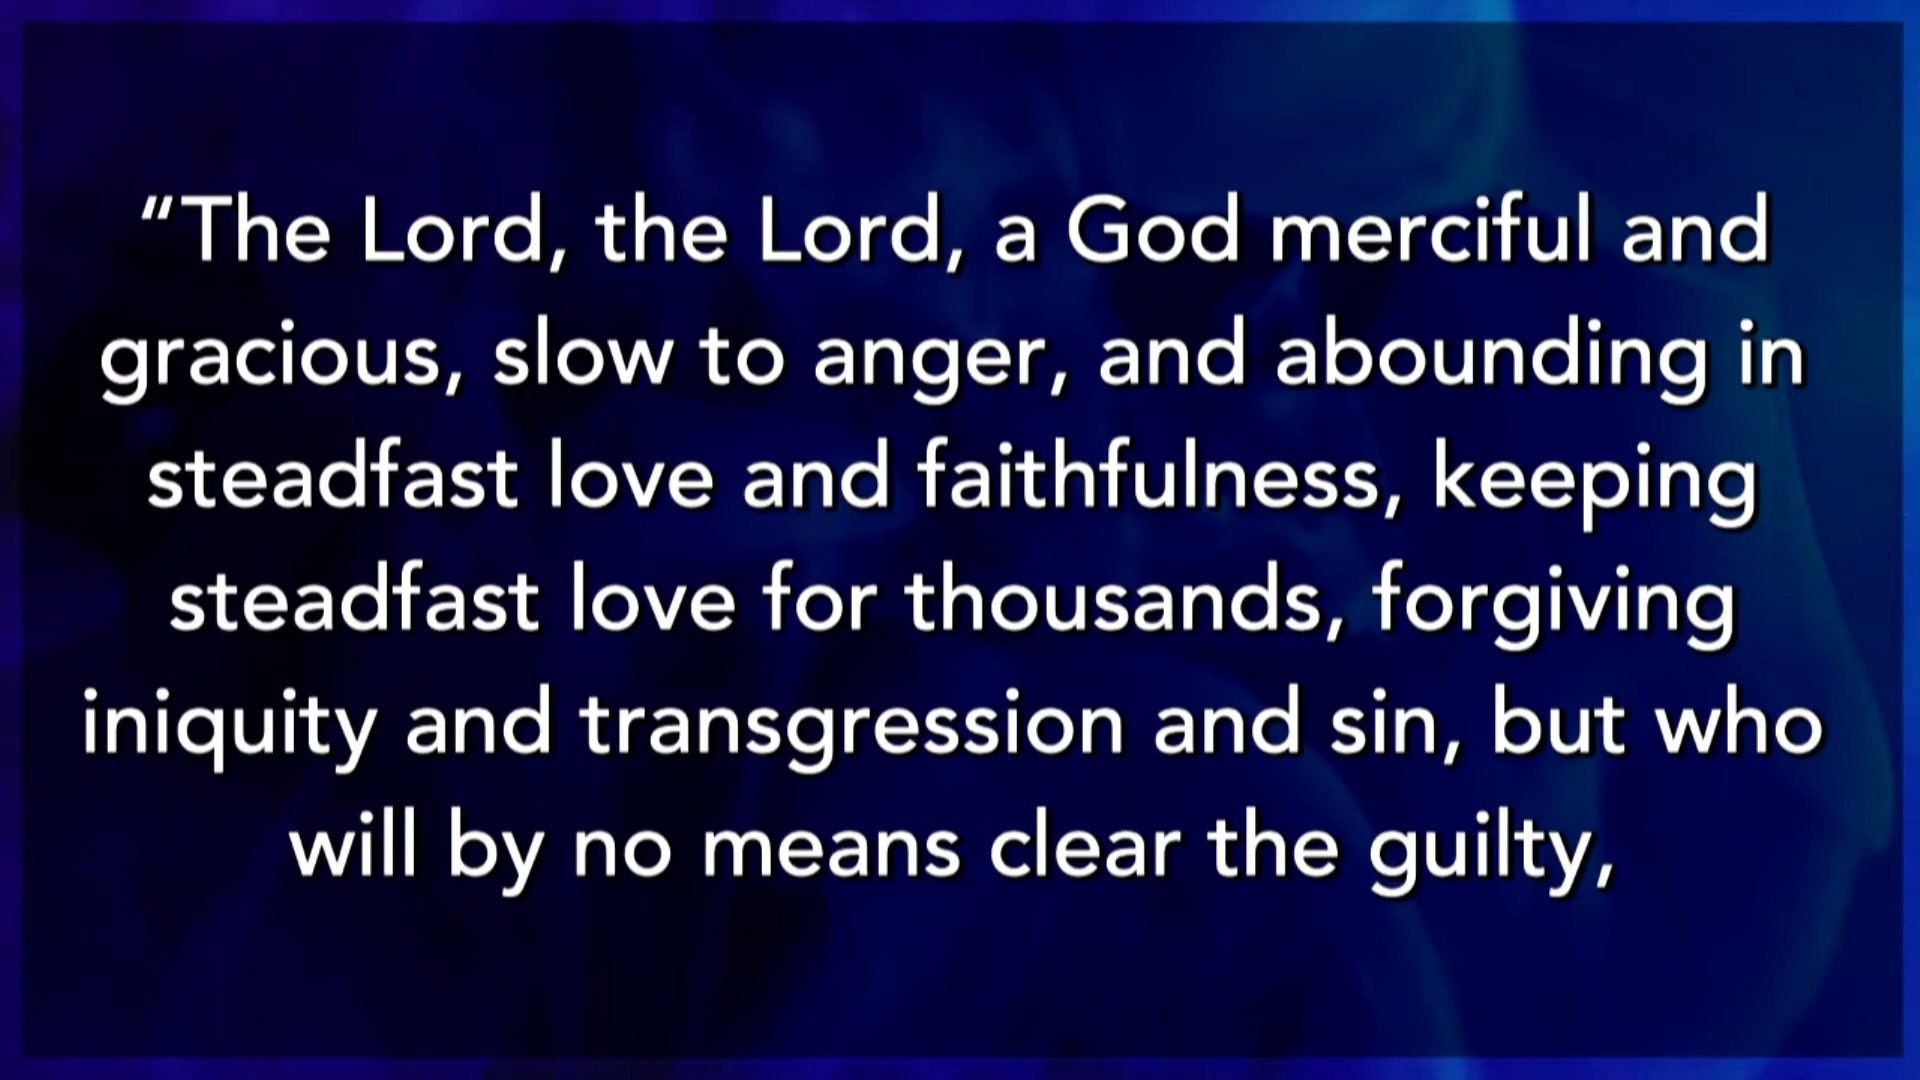 “The Lord, the Lord, a God merciful and
gracious, slow to anger, and abounding in
steadfast love and faithfulness, keeping
steadfast love for thousands, forgiving
iniquity and transgression and sin, but who
will by no means clear the guilty,